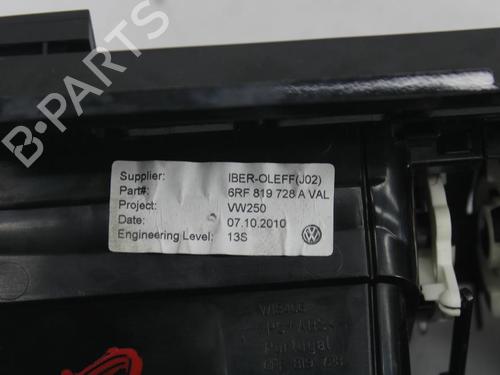 Supplier: IBER-OLEFF(J02)
Part#: 6RF 819 728 A VAL
Project: VW250
Date: 07.10.2010
Engineering Level: 13S
Portugal
B-PARTS